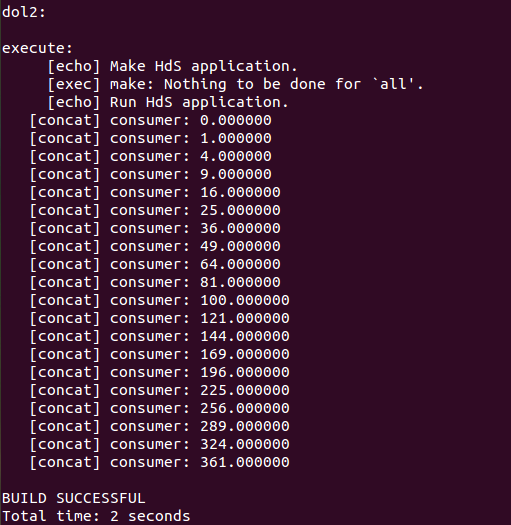 dol2:
execute:
[echo] Make HdS application.
[exec] make: Nothing to be done for `all'.
[echo] Run HdS application.
[concat] consumer: 0.000000
[concat] consumer: 1.000000
[concat] consumer: 4.000000
[concat] consumer: 9.000000
[concat] consumer: 16.000000
[concat] consumer: 25.000000
[concat] consumer: 36.000000
[concat] consumer: 49.000000
[concat] consumer: 64.000000
[concat] consumer: 81.000000
[concat] consumer: 100.000000
[concat] consumer: 121.000000
[concat] consumer: 144.000000
[concat] consumer: 169.000000
[concat] consumer: 196.000000
[concat] consumer: 225.000000
[concat] consumer: 256.000000
[concat] consumer: 289.000000
[concat] consumer: 324.000000
[concat] consumer: 361.000000
BUILD SUCCESSFUL
Total time: 2 seconds